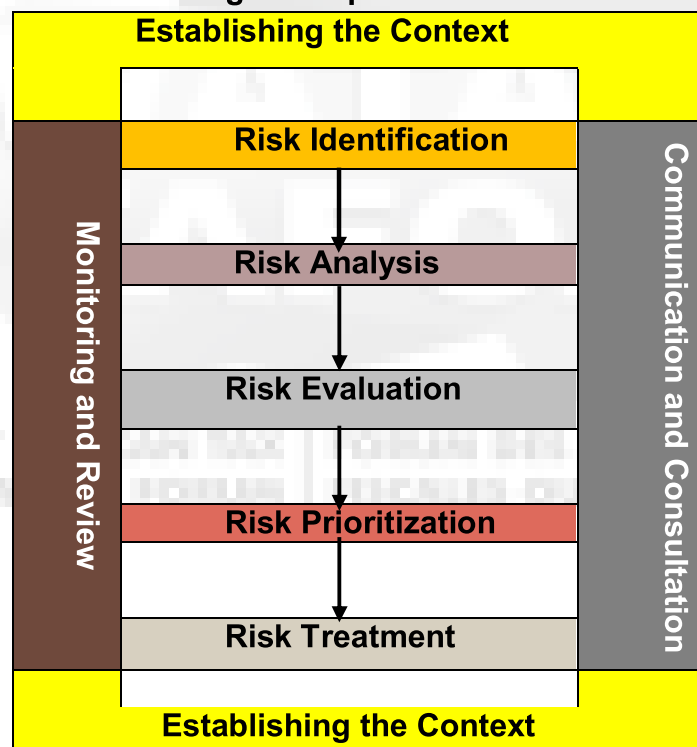 Establishing the Context
Risk Identification
Risk Analysis
Risk Evaluation
Risk Prioritization
Risk Treatment
Monitoring and Review
Communication and Consultation
Establishing the Context